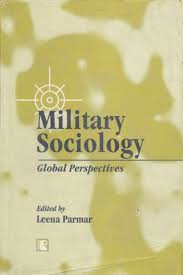 Military
Sociology
Global Perspectives
Edited by
Leena Parmar